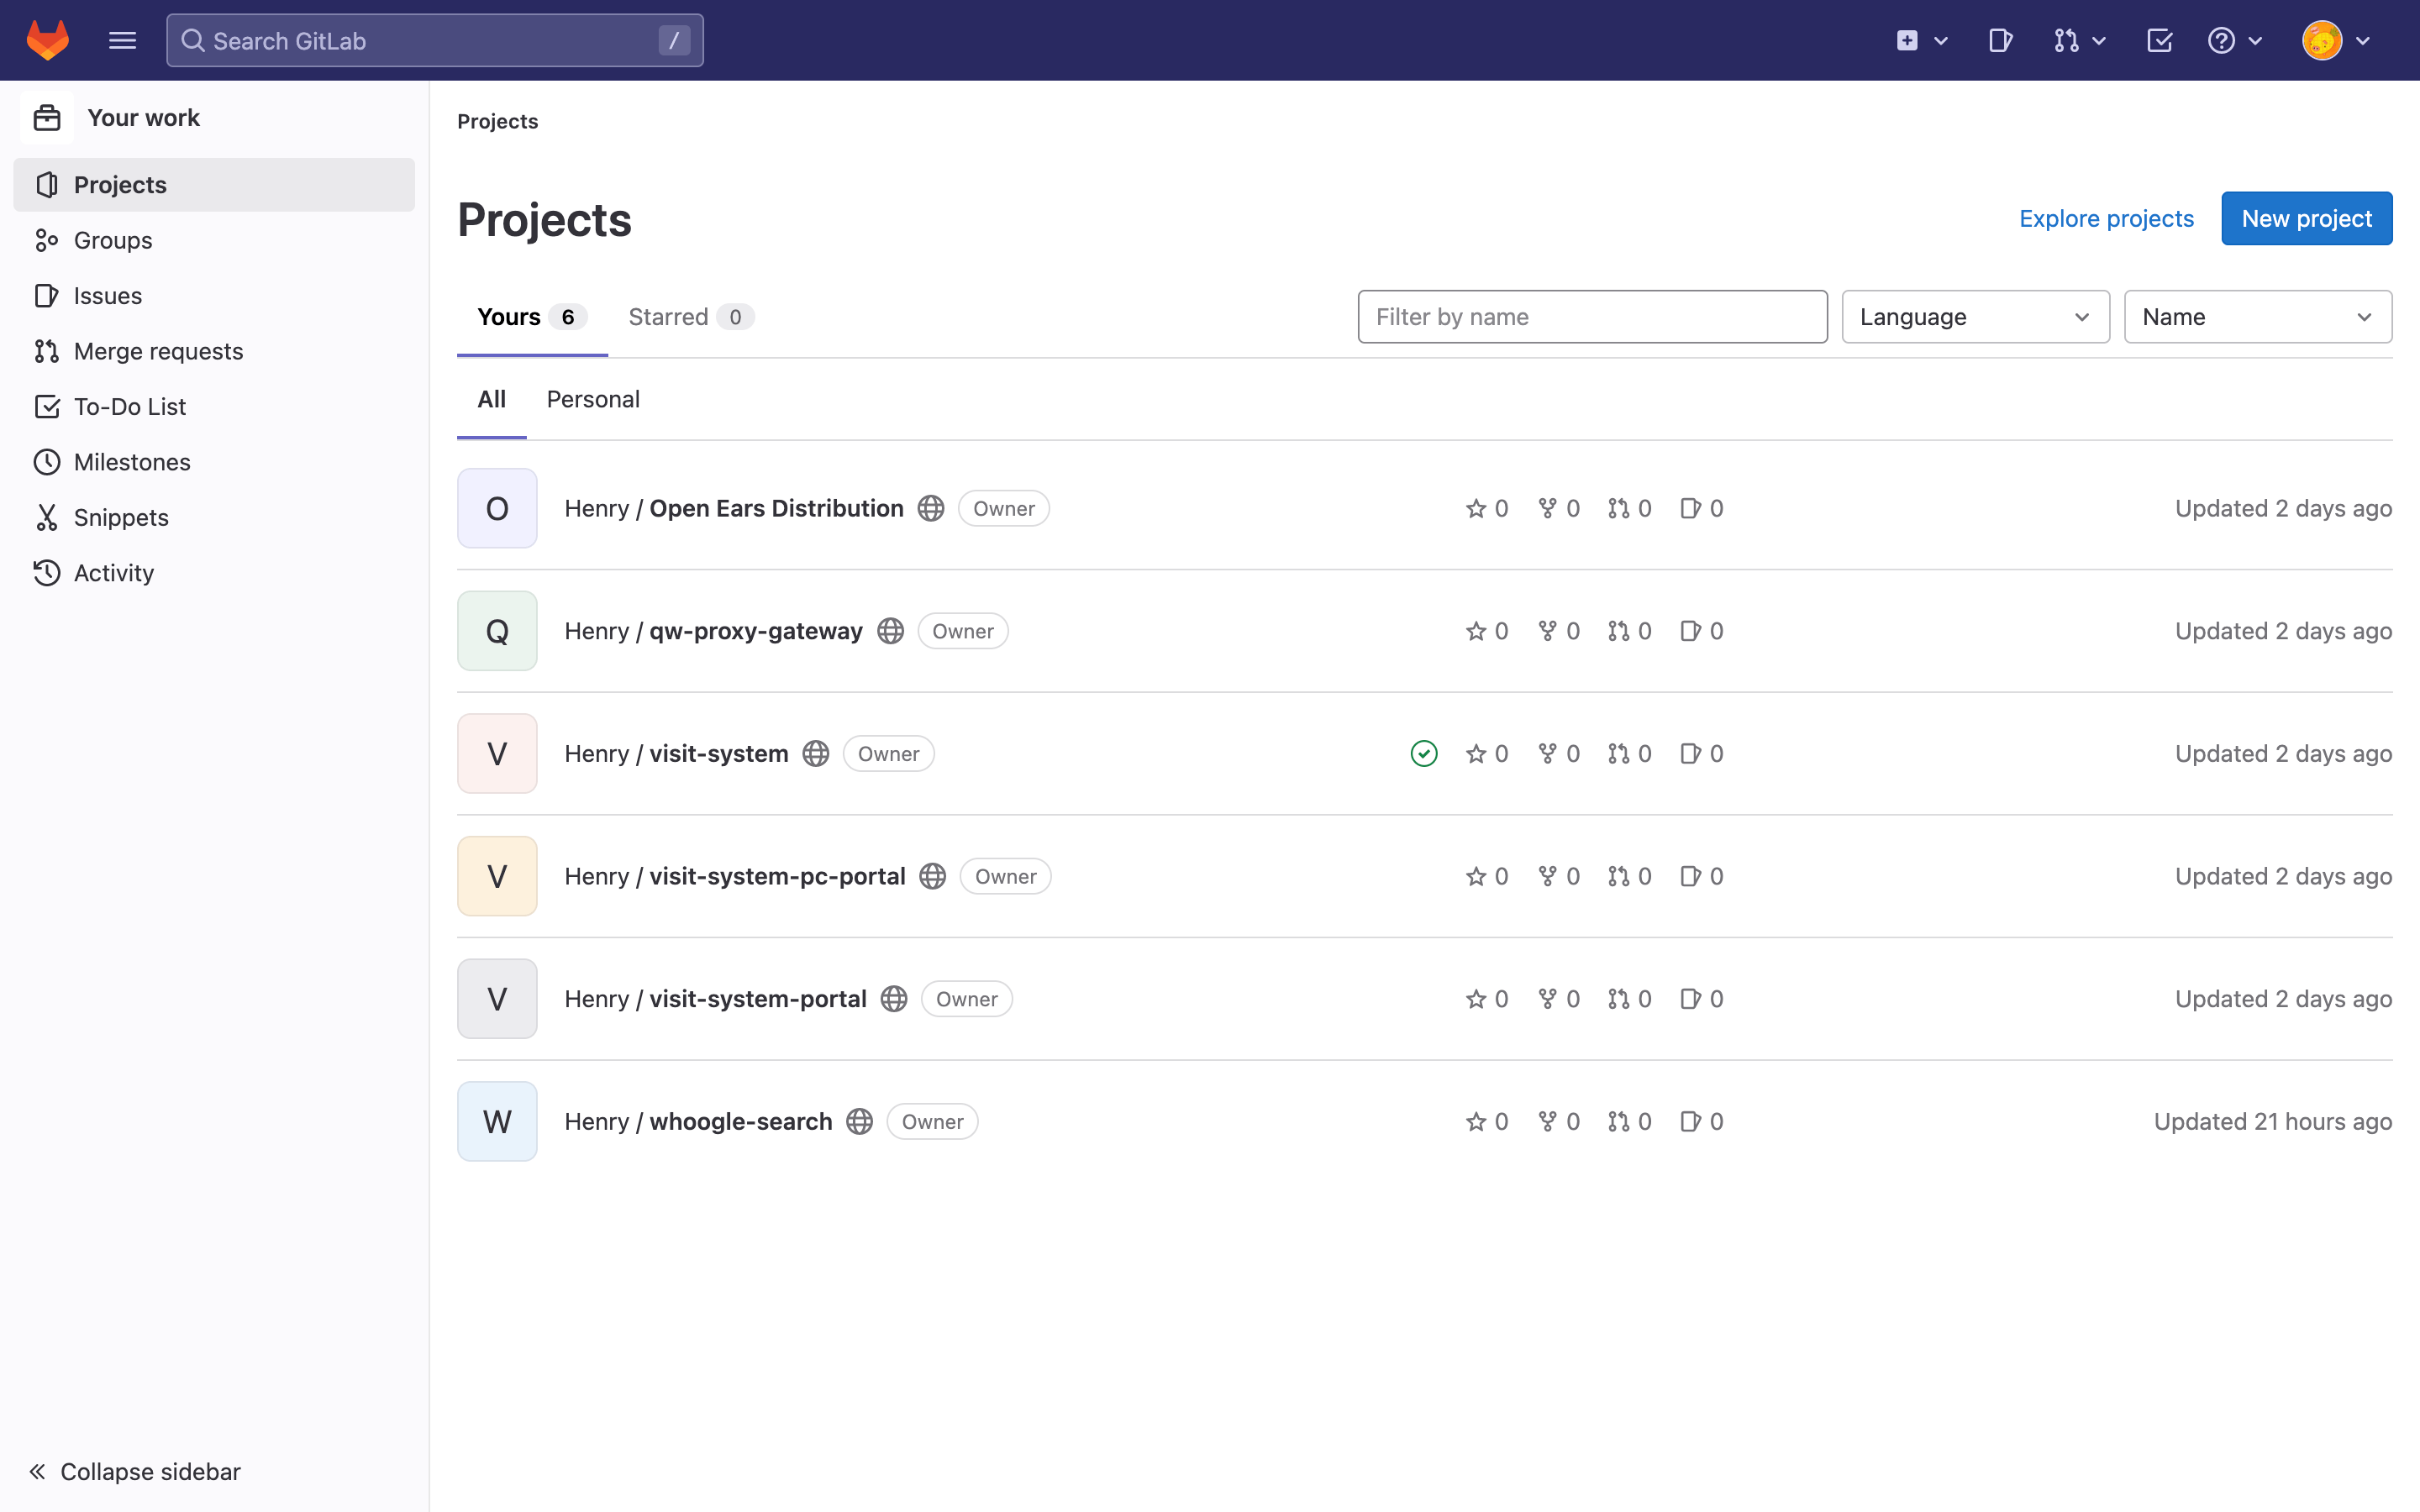 Search GitLab /
Your work
Projects
Groups
Issues
Merge requests
To-Do List
Milestones
Snippets
Activity
Collapse sidebar
Projects
Projects
Explore projects New project
Yours 6 Starred 0 Filter by name Language Name
All Personal
O Henry / Open Ears Distribution Owner 0 0 0 0 Updated 2 days ago
Q Henry / qw-proxy-gateway Owner 0 0 0 0 Updated 2 days ago
V Henry / visit-system Owner 0 0 0 0 Updated 2 days ago
V Henry / visit-system-pc-portal Owner 0 0 0 0 Updated 2 days ago
V Henry / visit-system-portal Owner 0 0 0 0 Updated 2 days ago
W Henry / whoogle-search Owner 0 0 0 0 Updated 21 hours ago